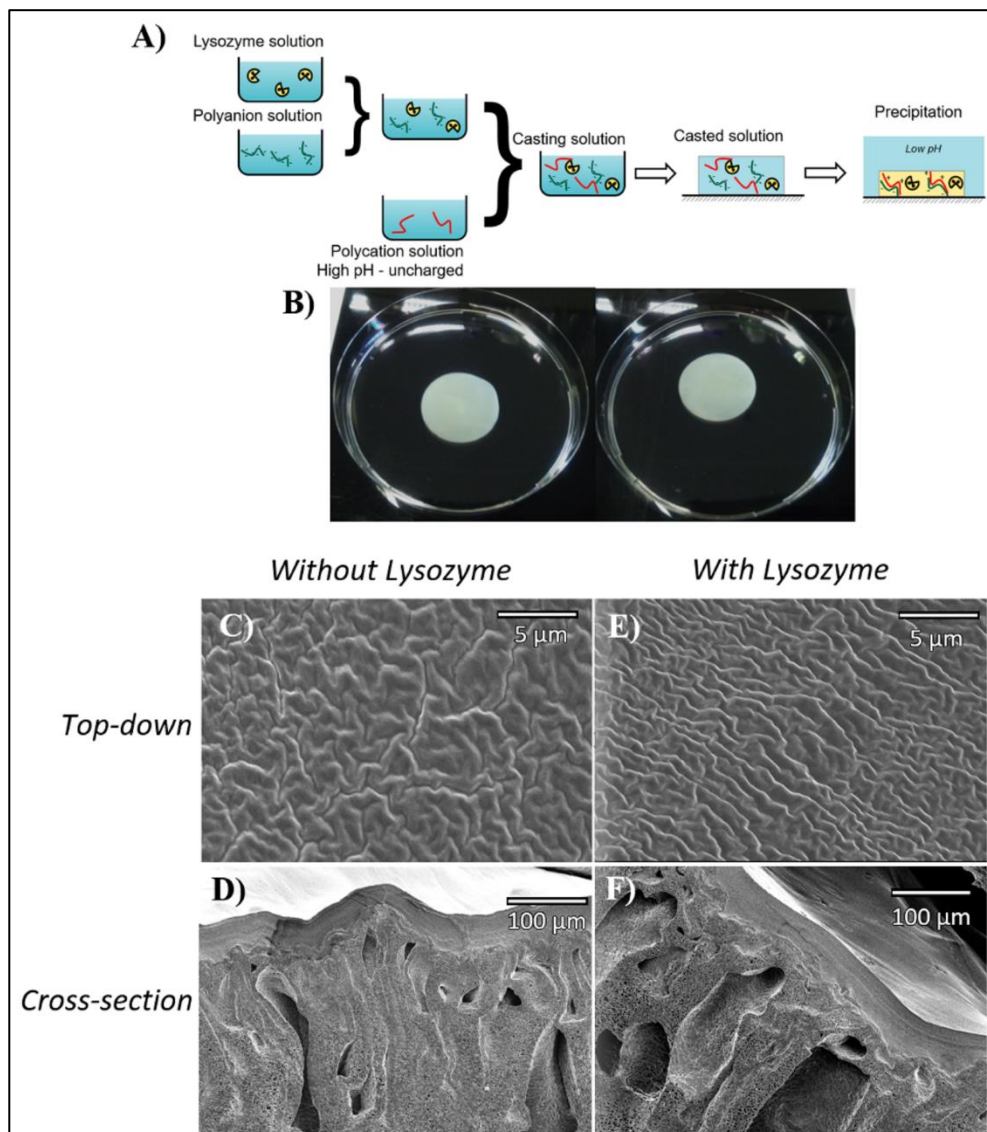 A)
Lysozyme solution
Polyanion solution
Casting solution
Casted solution
Precipitation
Low pH
Polycation solution
High pH - uncharged
B)
Without Lysozyme
With Lysozyme
Top-down
C)
5 μm
E)
5 μm
Cross-section
D)
100 μm
F)
100 μm